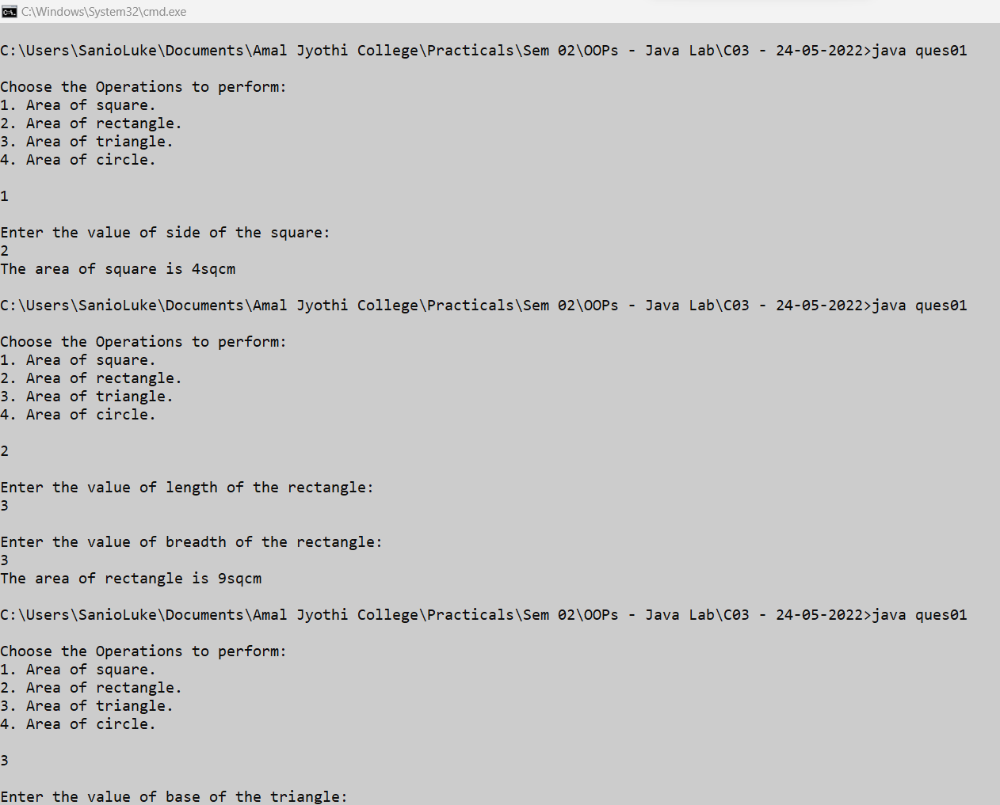 C:\Windows\System32\cmd.exe
C:\Users\SanioLuke\Documents\Amal Jyothi College\Practicals\Sem 02\OOPs - Java Lab\C03 - 24-05-2022>java ques01
Choose the Operations to perform:
1. Area of square.
2. Area of rectangle.
3. Area of triangle.
4. Area of circle.
1
Enter the value of side of the square:
2
The area of square is 4sqcm
C:\Users\SanioLuke\Documents\Amal Jyothi College\Practicals\Sem 02\OOPs - Java Lab\C03 - 24-05-2022>java ques01
Choose the Operations to perform:
1. Area of square.
2. Area of rectangle.
3. Area of triangle.
4. Area of circle.
2
Enter the value of length of the rectangle:
3
Enter the value of breadth of the rectangle:
3
The area of rectangle is 9sqcm
C:\Users\SanioLuke\Documents\Amal Jyothi College\Practicals\Sem 02\OOPs - Java Lab\C03 - 24-05-2022>java ques01
Choose the Operations to perform:
1. Area of square.
2. Area of rectangle.
3. Area of triangle.
4. Area of circle.
3
Enter the value of base of the triangle: